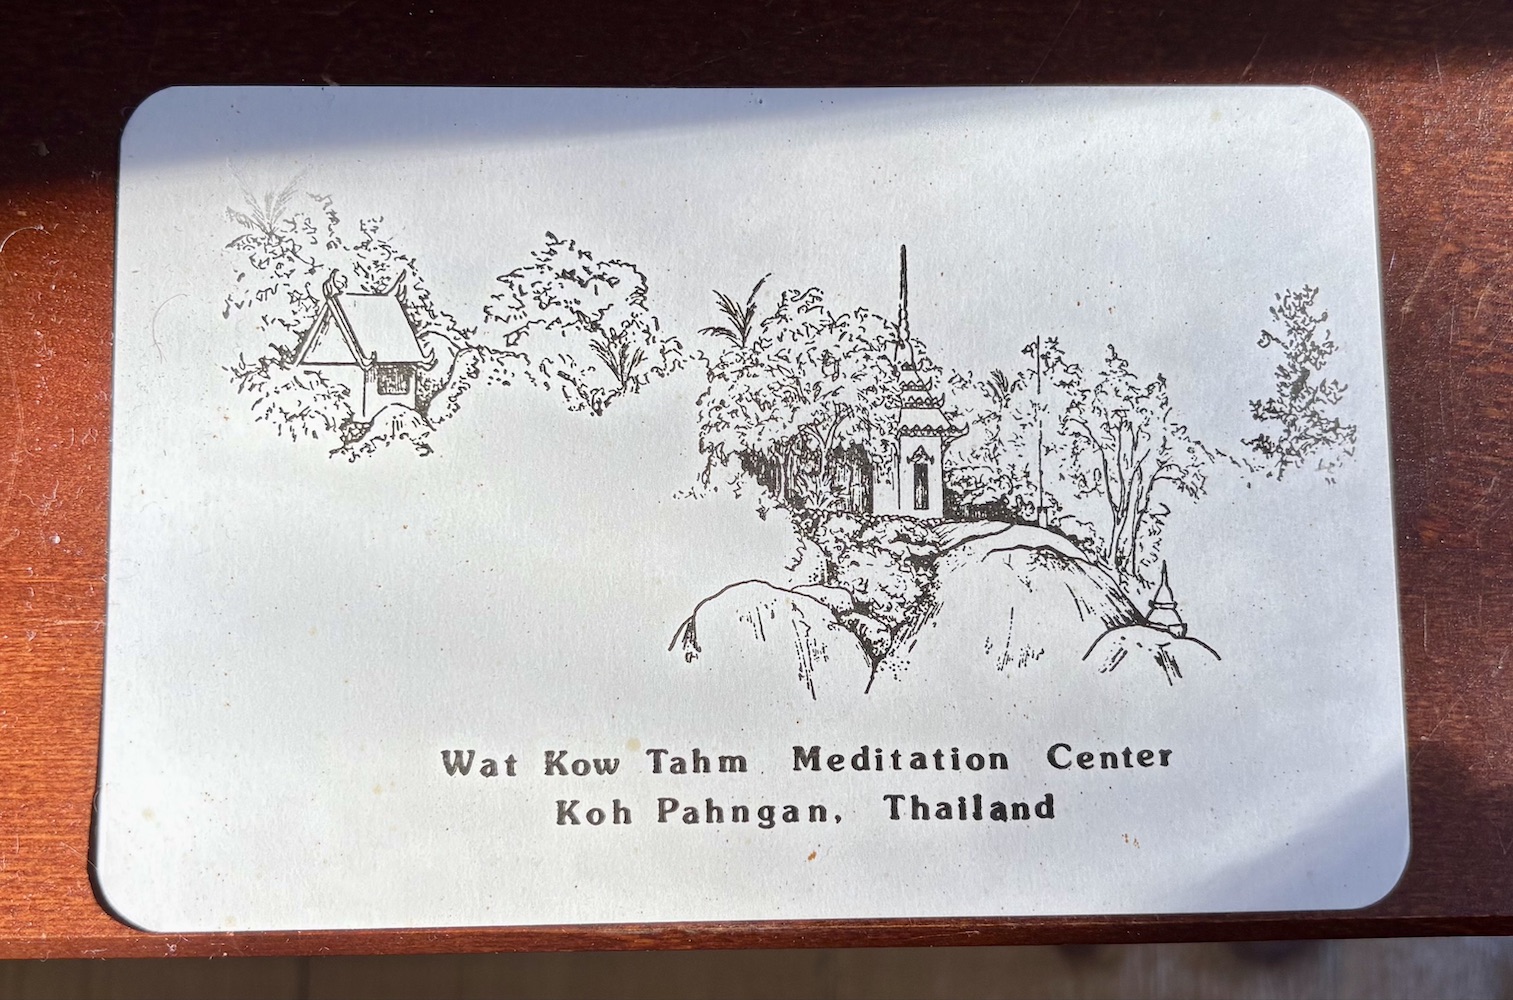 Wat Kow Tahm Meditation Center
Koh Pahngan, Thailand